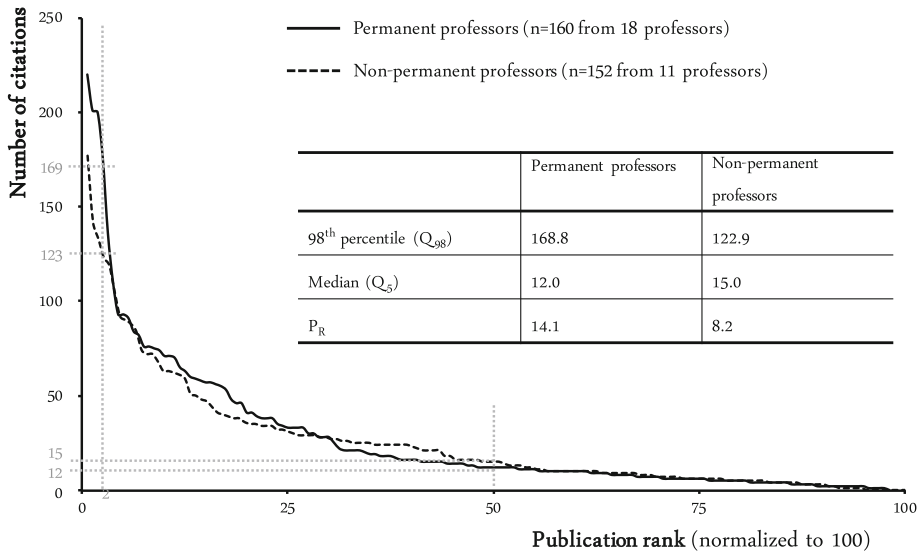 Number of citations
250
200
169
150
123
100
50
15
12
0
0
2
25
50
75
100
Publication rank (normalized to 100)
Permanent professors (n=160 from 18 professors)
Non-permanent professors (n=152 from 11 professors)
Permanent professors
Non-permanent
professors
98th percentile (Q98) 168.8 122.9
Median (Q5) 12.0 15.0
PR 14.1 8.2